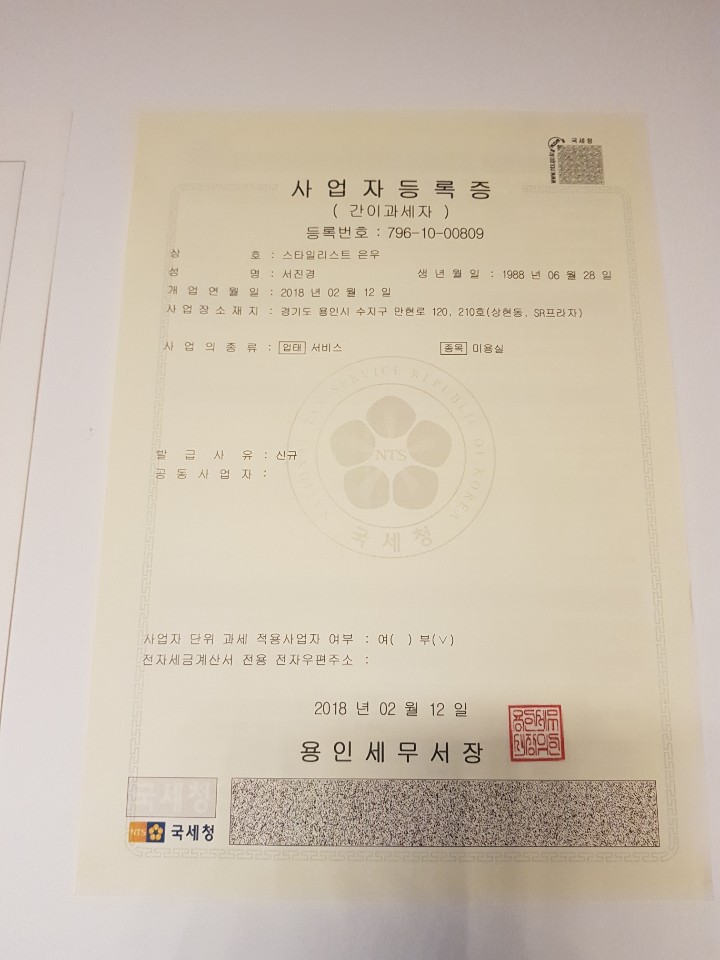 국세청
사업자등록증
( 간이과세자 )
등록번호 : 796-10-00809
상 호 : 스타일리스트 은우
성 명 : 서진경 생 년 월 일 : 1988 년 06 월 28 일
개 업 연 월 일 : 2018 년 02 월 12 일
사 업 장 소 재 지 : 경기도 용인시 수지구 만현로 120, 210호(상현동, SR프라자)
사 업 의 종 류 : 업태 서비스 종목 미용실
NATIONAL TAX SERVICE REPUBLIC OF KOREA
NTS
국세청
발 급 사 유 : 신규
공 동 사 업 자 :
사업자 단위 과세 적용사업자 여부 : 여( ) 부(∨)
전자세금계산서 전용 전자우편주소 :
2018 년 02 월 12 일
용인세무서장
국세청
NTS 국세청